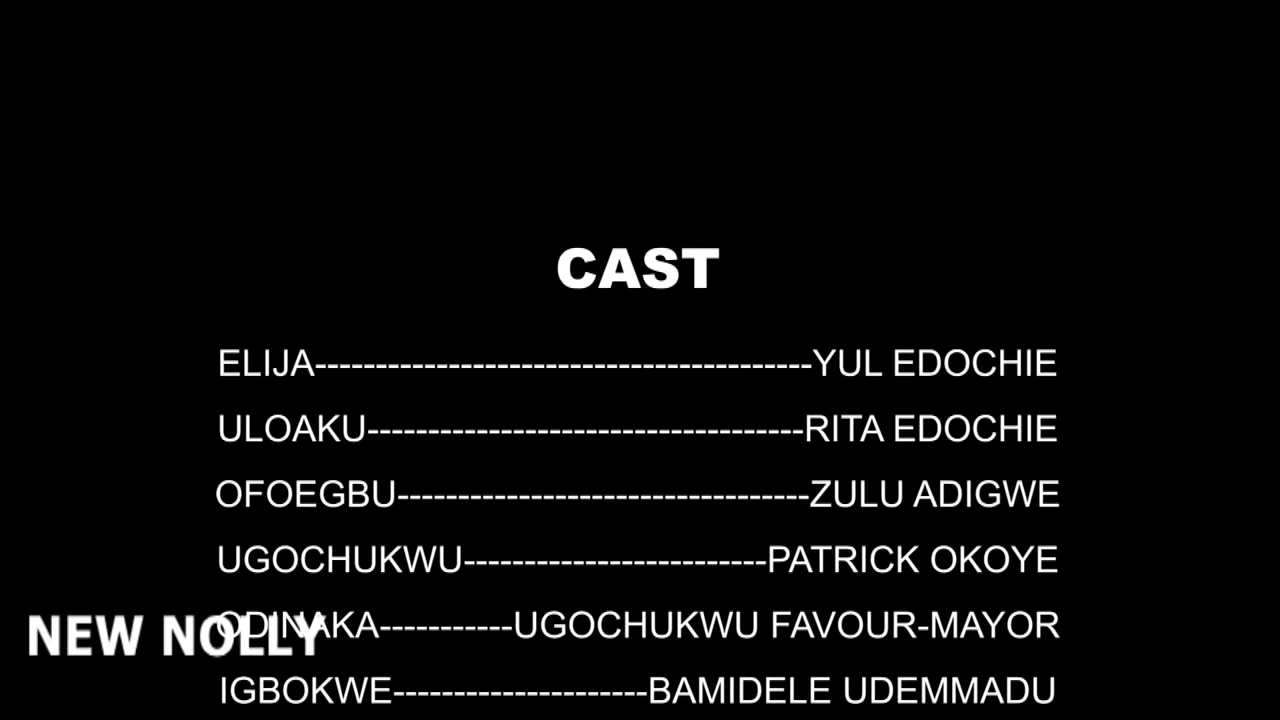 CAST
ELIJA-----------------------------------------YUL EDOCHIE
ULOAKU------------------------------------RITA EDOCHIE
OFOEGBU----------------------------------ZULU ADIGWE
UGOCHUKWU-------------------------PATRICK OKOYE
ODINAKA-----------UGOCHUKWU FAVOUR-MAYOR
NEW NOLLY
IGBOKWE---------------------BAMIDELE UDEMMADU